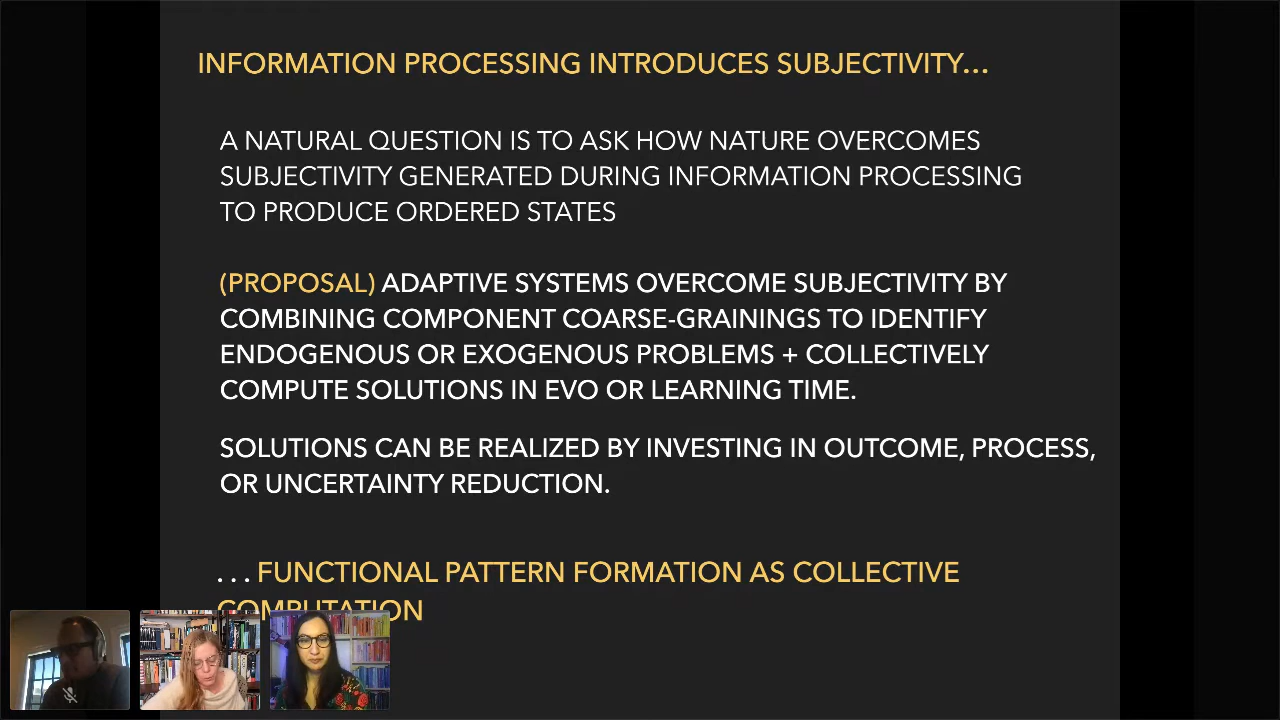 INFORMATION PROCESSING INTRODUCES SUBJECTIVITY...
A NATURAL QUESTION IS TO ASK HOW NATURE OVERCOMES
SUBJECTIVITY GENERATED DURING INFORMATION PROCESSING
TO PRODUCE ORDERED STATES
(PROPOSAL) ADAPTIVE SYSTEMS OVERCOME SUBJECTIVITY BY
COMBINING COMPONENT COARSE-GRAININGS TO IDENTIFY
ENDOGENOUS OR EXOGENOUS PROBLEMS + COLLECTIVELY
COMPUTE SOLUTIONS IN EVO OR LEARNING TIME.
SOLUTIONS CAN BE REALIZED BY INVESTING IN OUTCOME, PROCESS,
OR UNCERTAINTY REDUCTION.
... FUNCTIONAL PATTERN FORMATION AS COLLECTIVE
COMPUTATION